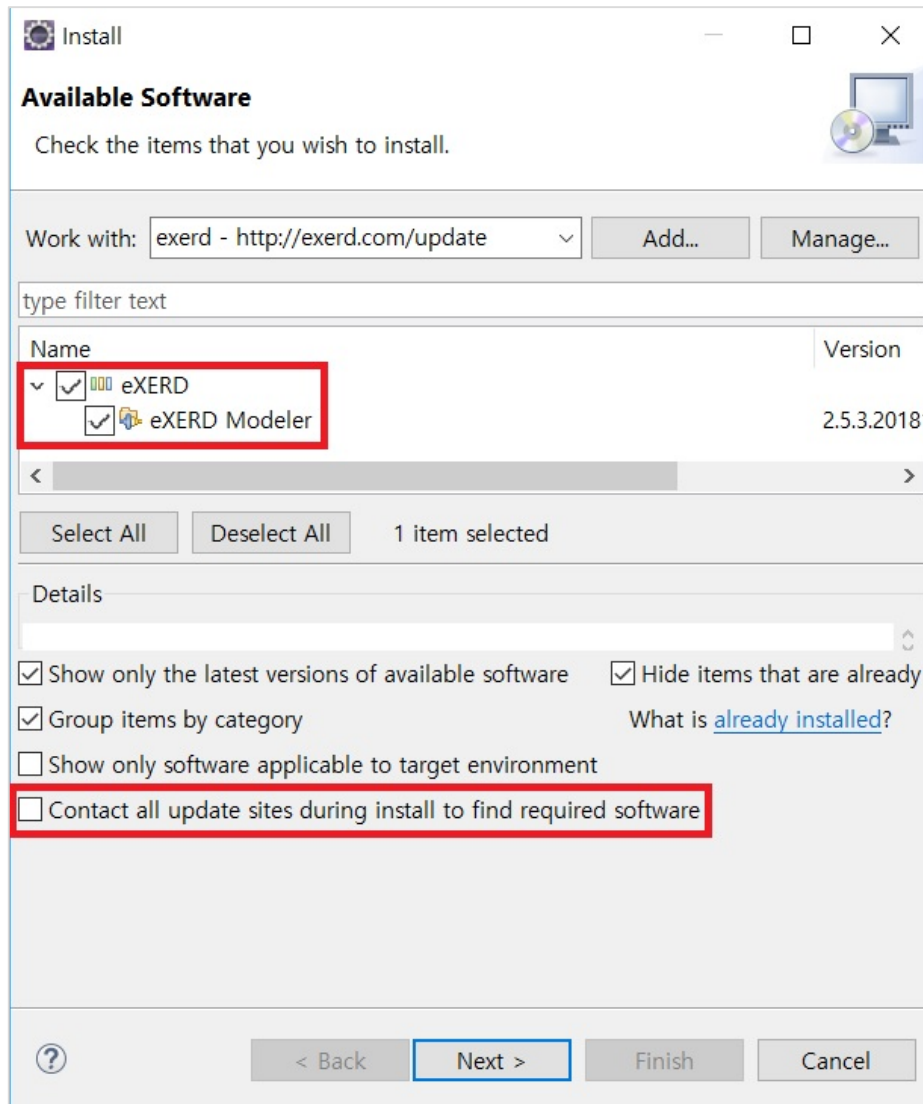 Install
Available Software
Check the items that you wish to install.
Work with: exerd - http://exerd.com/update Add... Manage...
type filter text
Name Version
eXERD
eXERD Modeler 2.5.3.2018
Select All Deselect All 1 item selected
Details
Show only the latest versions of available software Hide items that are already
Group items by category What is already installed?
Show only software applicable to target environment
Contact all update sites during install to find required software
? < Back Next > Finish Cancel